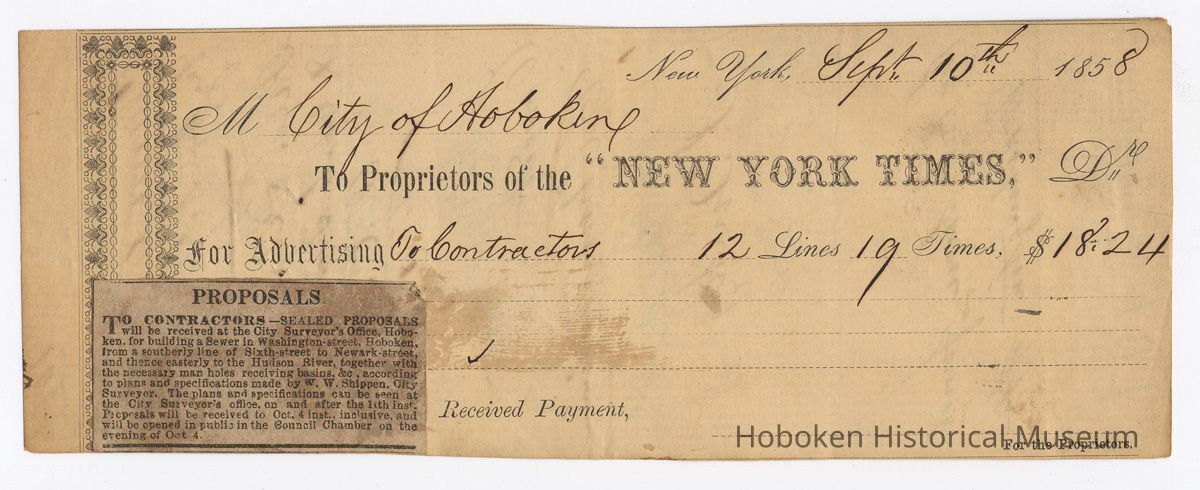 New York, Sept. 10th 1858
M City of Hoboken
To Proprietors of the "NEW YORK TIMES," Dr
For Advertising To Contractors 12 Lines 19 Times, $18.24
PROPOSALS
TO CONTRACTORS—SEALED PROPOSALS
will be received at the City Surveyor's Office, Hobo-
ken, for building a Sewer in Washington-street, Hoboken,
from a southerly line of Sixth-street to Newark-street,
and thence easterly to the Hudson River, together with
the necessary man holes receiving basins, &c., according
to plans and specifications made by W. W. Shippen, City
Surveyor. The plans and specifications can be seen at
the City Surveyor's office, on and after the 11th inst.
Proposals will be received to Oct. 4 inst., inclusive, and
will be opened in public in the Council Chamber on the
evening of Oct. 4.
Received Payment,
Hoboken Historical Museum
For the Proprietors.